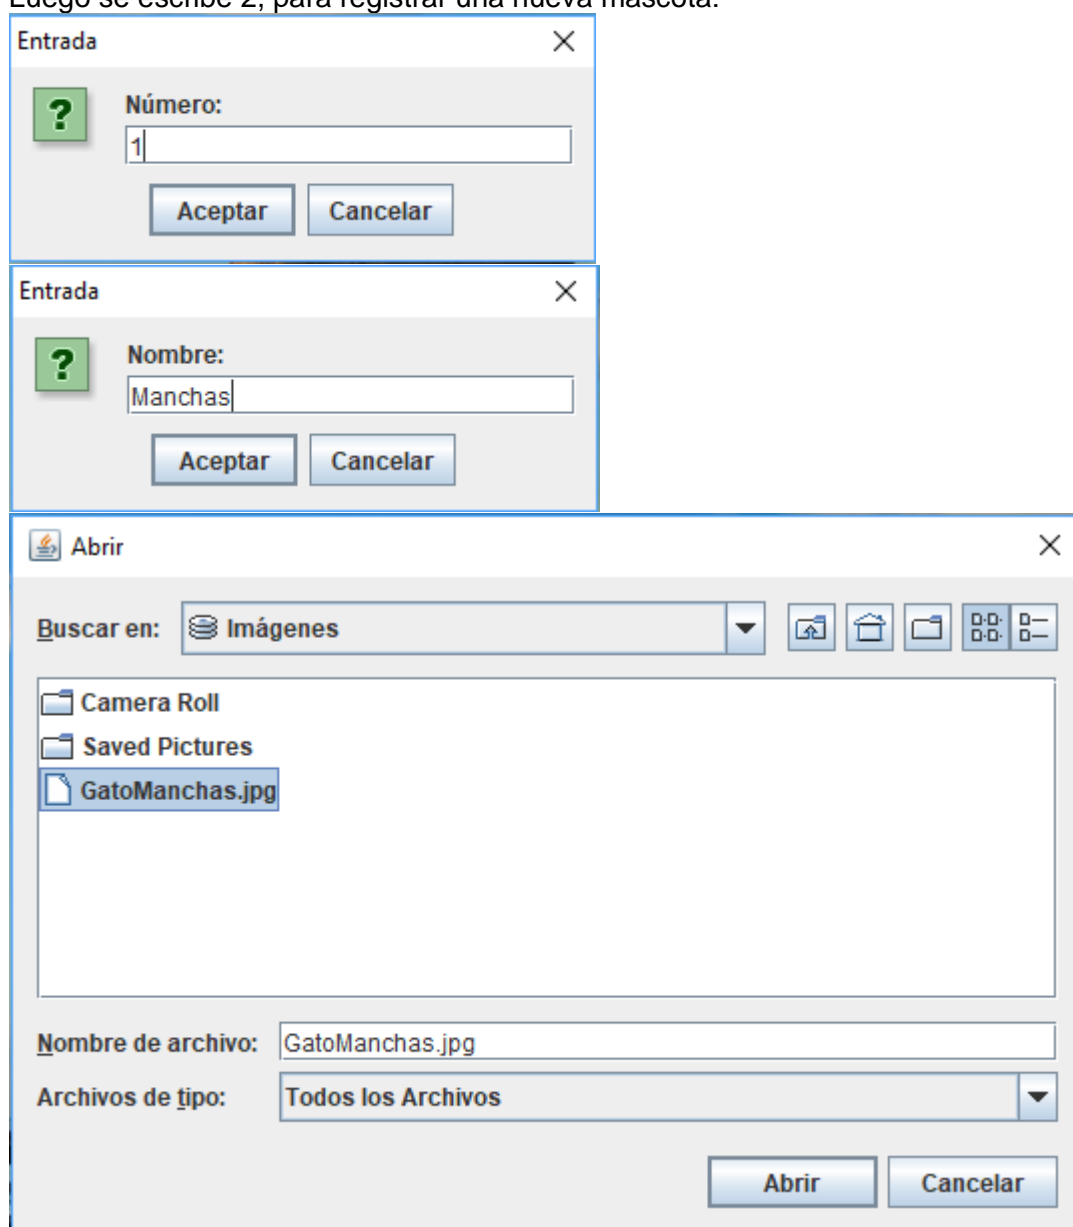 Luego se escribe 2, para registrar una nueva mascota.
Entrada
Número:
1
Aceptar Cancelar
Entrada
Nombre:
Manchas
Aceptar Cancelar
Abrir
Buscar en: Imágenes
Camera Roll
Saved Pictures
GatoManchas.jpg
Nombre de archivo: GatoManchas.jpg
Archivos de tipo: Todos los Archivos
Abrir Cancelar